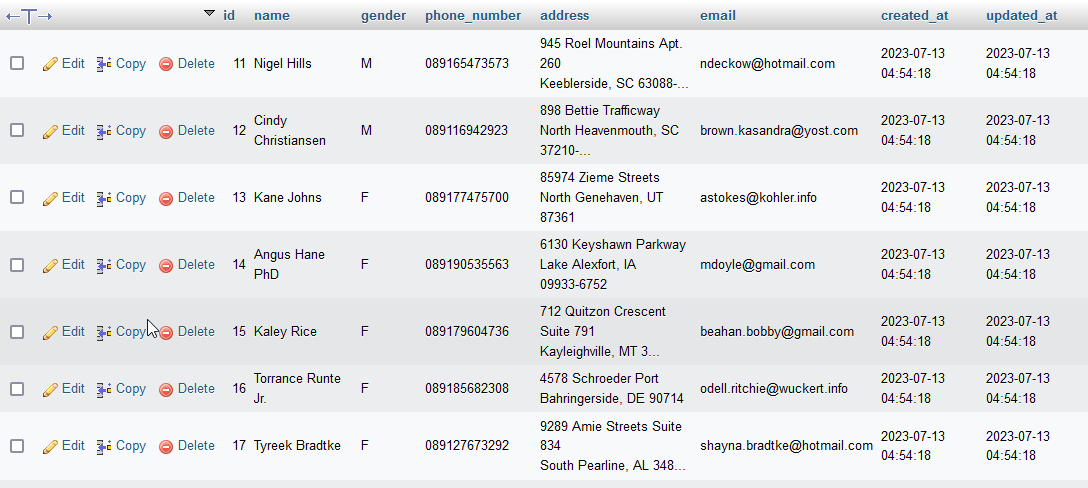 id name gender phone_number address email created_at updated_at
Edit Copy Delete 11 Nigel Hills M 089165473573 945 Roel Mountains Apt. 260 Keeblerside, SC 63088-... ndeckow@hotmail.com 2023-07-13 04:54:18 2023-07-13 04:54:18
Edit Copy Delete 12 Cindy Christiansen M 089116942923 898 Bettie Trafficway North Heavenmouth, SC 37210-... brown.kasandra@yost.com 2023-07-13 04:54:18 2023-07-13 04:54:18
Edit Copy Delete 13 Kane Johns F 089177475700 85974 Zieme Streets North Genehaven, UT 87361 astokes@kohler.info 2023-07-13 04:54:18 2023-07-13 04:54:18
Edit Copy Delete 14 Angus Hane PhD F 089190535563 6130 Keyshawn Parkway Lake Alexfort, IA 09933-6752 mdoyle@gmail.com 2023-07-13 04:54:18 2023-07-13 04:54:18
Edit Copy Delete 15 Kaley Rice F 089179604736 712 Quitzon Crescent Suite 791 Kayleighville, MT 3... beahan.bobby@gmail.com 2023-07-13 04:54:18 2023-07-13 04:54:18
Edit Copy Delete 16 Torrance Runte Jr. F 089185682308 4578 Schroeder Port Bahringerside, DE 90714 odell.ritchie@wuckert.info 2023-07-13 04:54:18 2023-07-13 04:54:18
Edit Copy Delete 17 Tyreek Bradtke F 089127673292 9289 Amie Streets Suite 834 South Pearline, AL 348... shayna.bradtke@hotmail.com 2023-07-13 04:54:18 2023-07-13 04:54:18